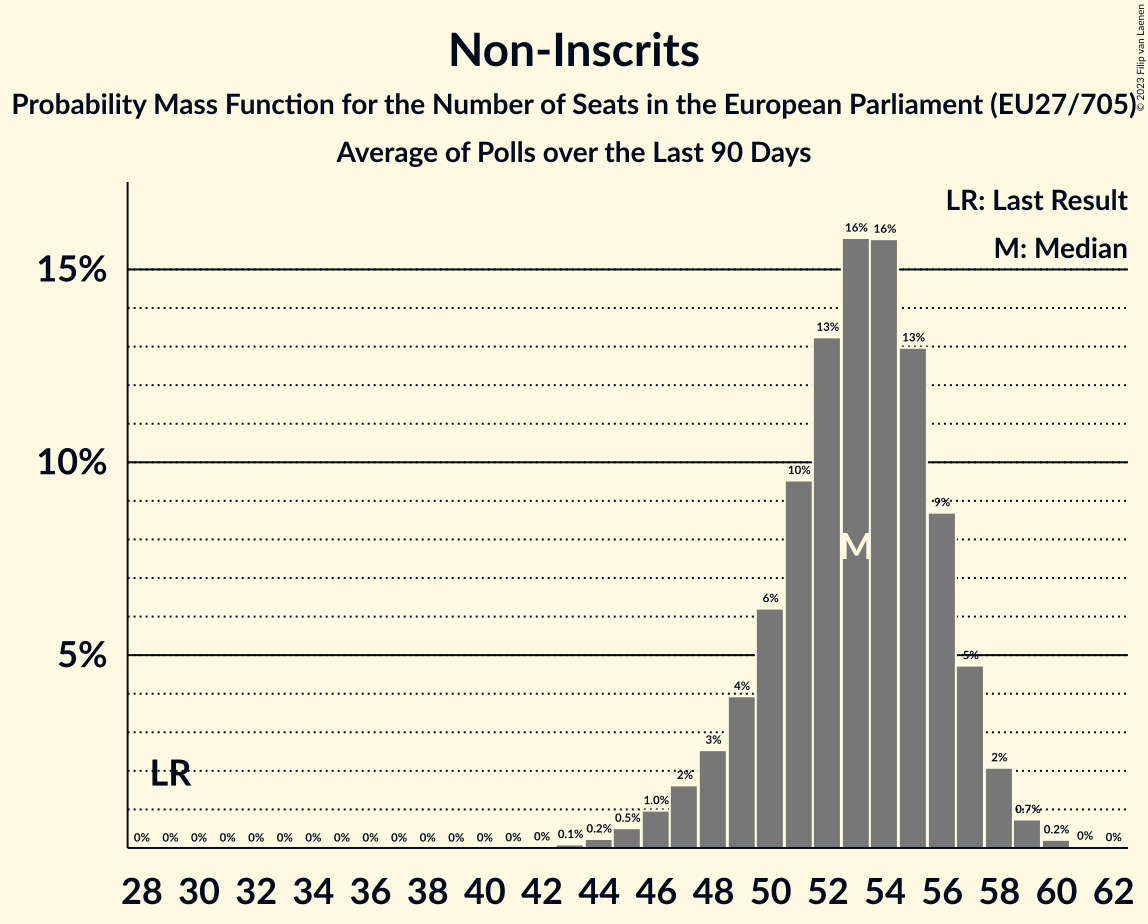 Non-Inscrits
Probability Mass Function for the Number of Seats in the European Parliament (EU27/705)
Average of Polls over the Last 90 Days
© 2023 Filip van Laenen
LR: Last Result
M: Median
15%
10%
5%
LR
M
0% 0% 0% 0% 0% 0% 0% 0% 0% 0% 0% 0% 0% 0% 0% 0.1% 0.2% 0.5% 1.0% 2% 3% 4% 6% 10% 13% 16% 16% 13% 9% 5% 2% 0.7% 0.2% 0% 0%
28 30 32 34 36 38 40 42 44 46 48 50 52 54 56 58 60 62